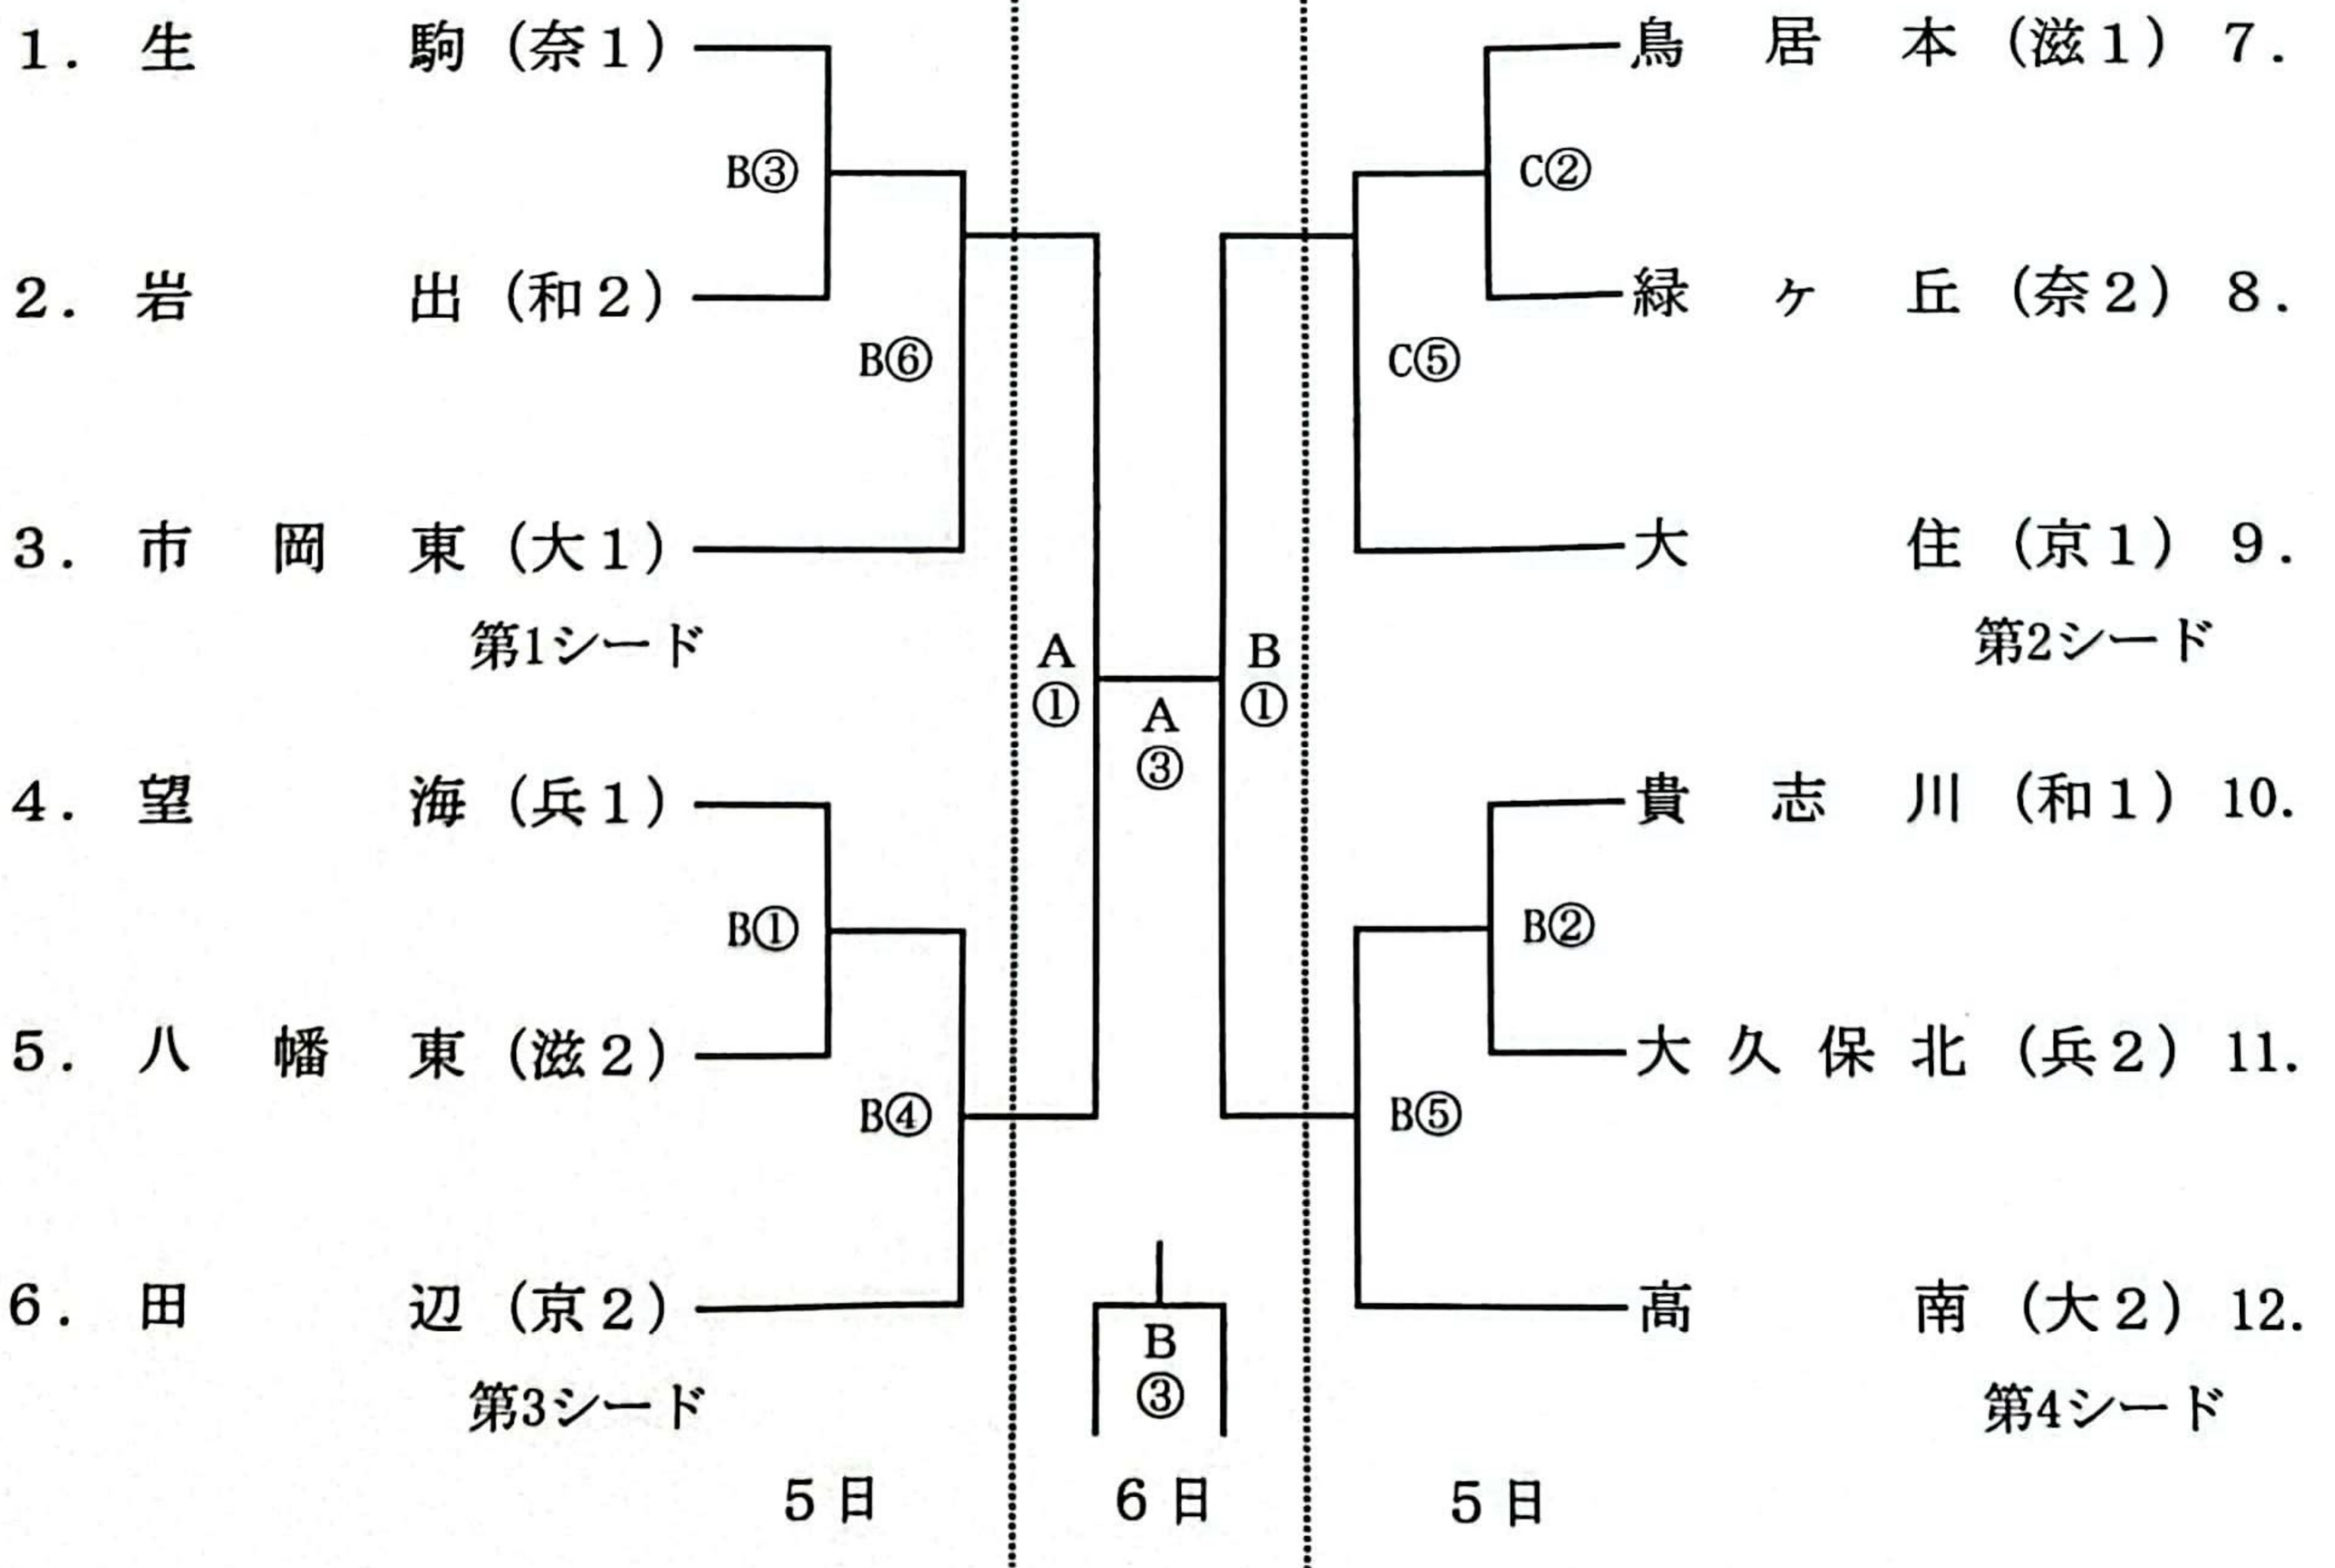 1. 生駒 (奈1)
B③
2. 岩出 (和2)
B⑥
3. 市岡東 (大1)
第1シード
4. 望海 (兵1)
B①
5. 八幡東 (滋2)
B④
6. 田辺 (京2)
第3シード
5日
A
①
A
③
B
①
B
③
6日
鳥居本 (滋1) 7.
C②
緑ヶ丘 (奈2) 8.
C⑤
大住 (京1) 9.
第2シード
貴志川 (和1) 10.
B②
大久保北 (兵2) 11.
B⑤
高南 (大2) 12.
第4シード
5日